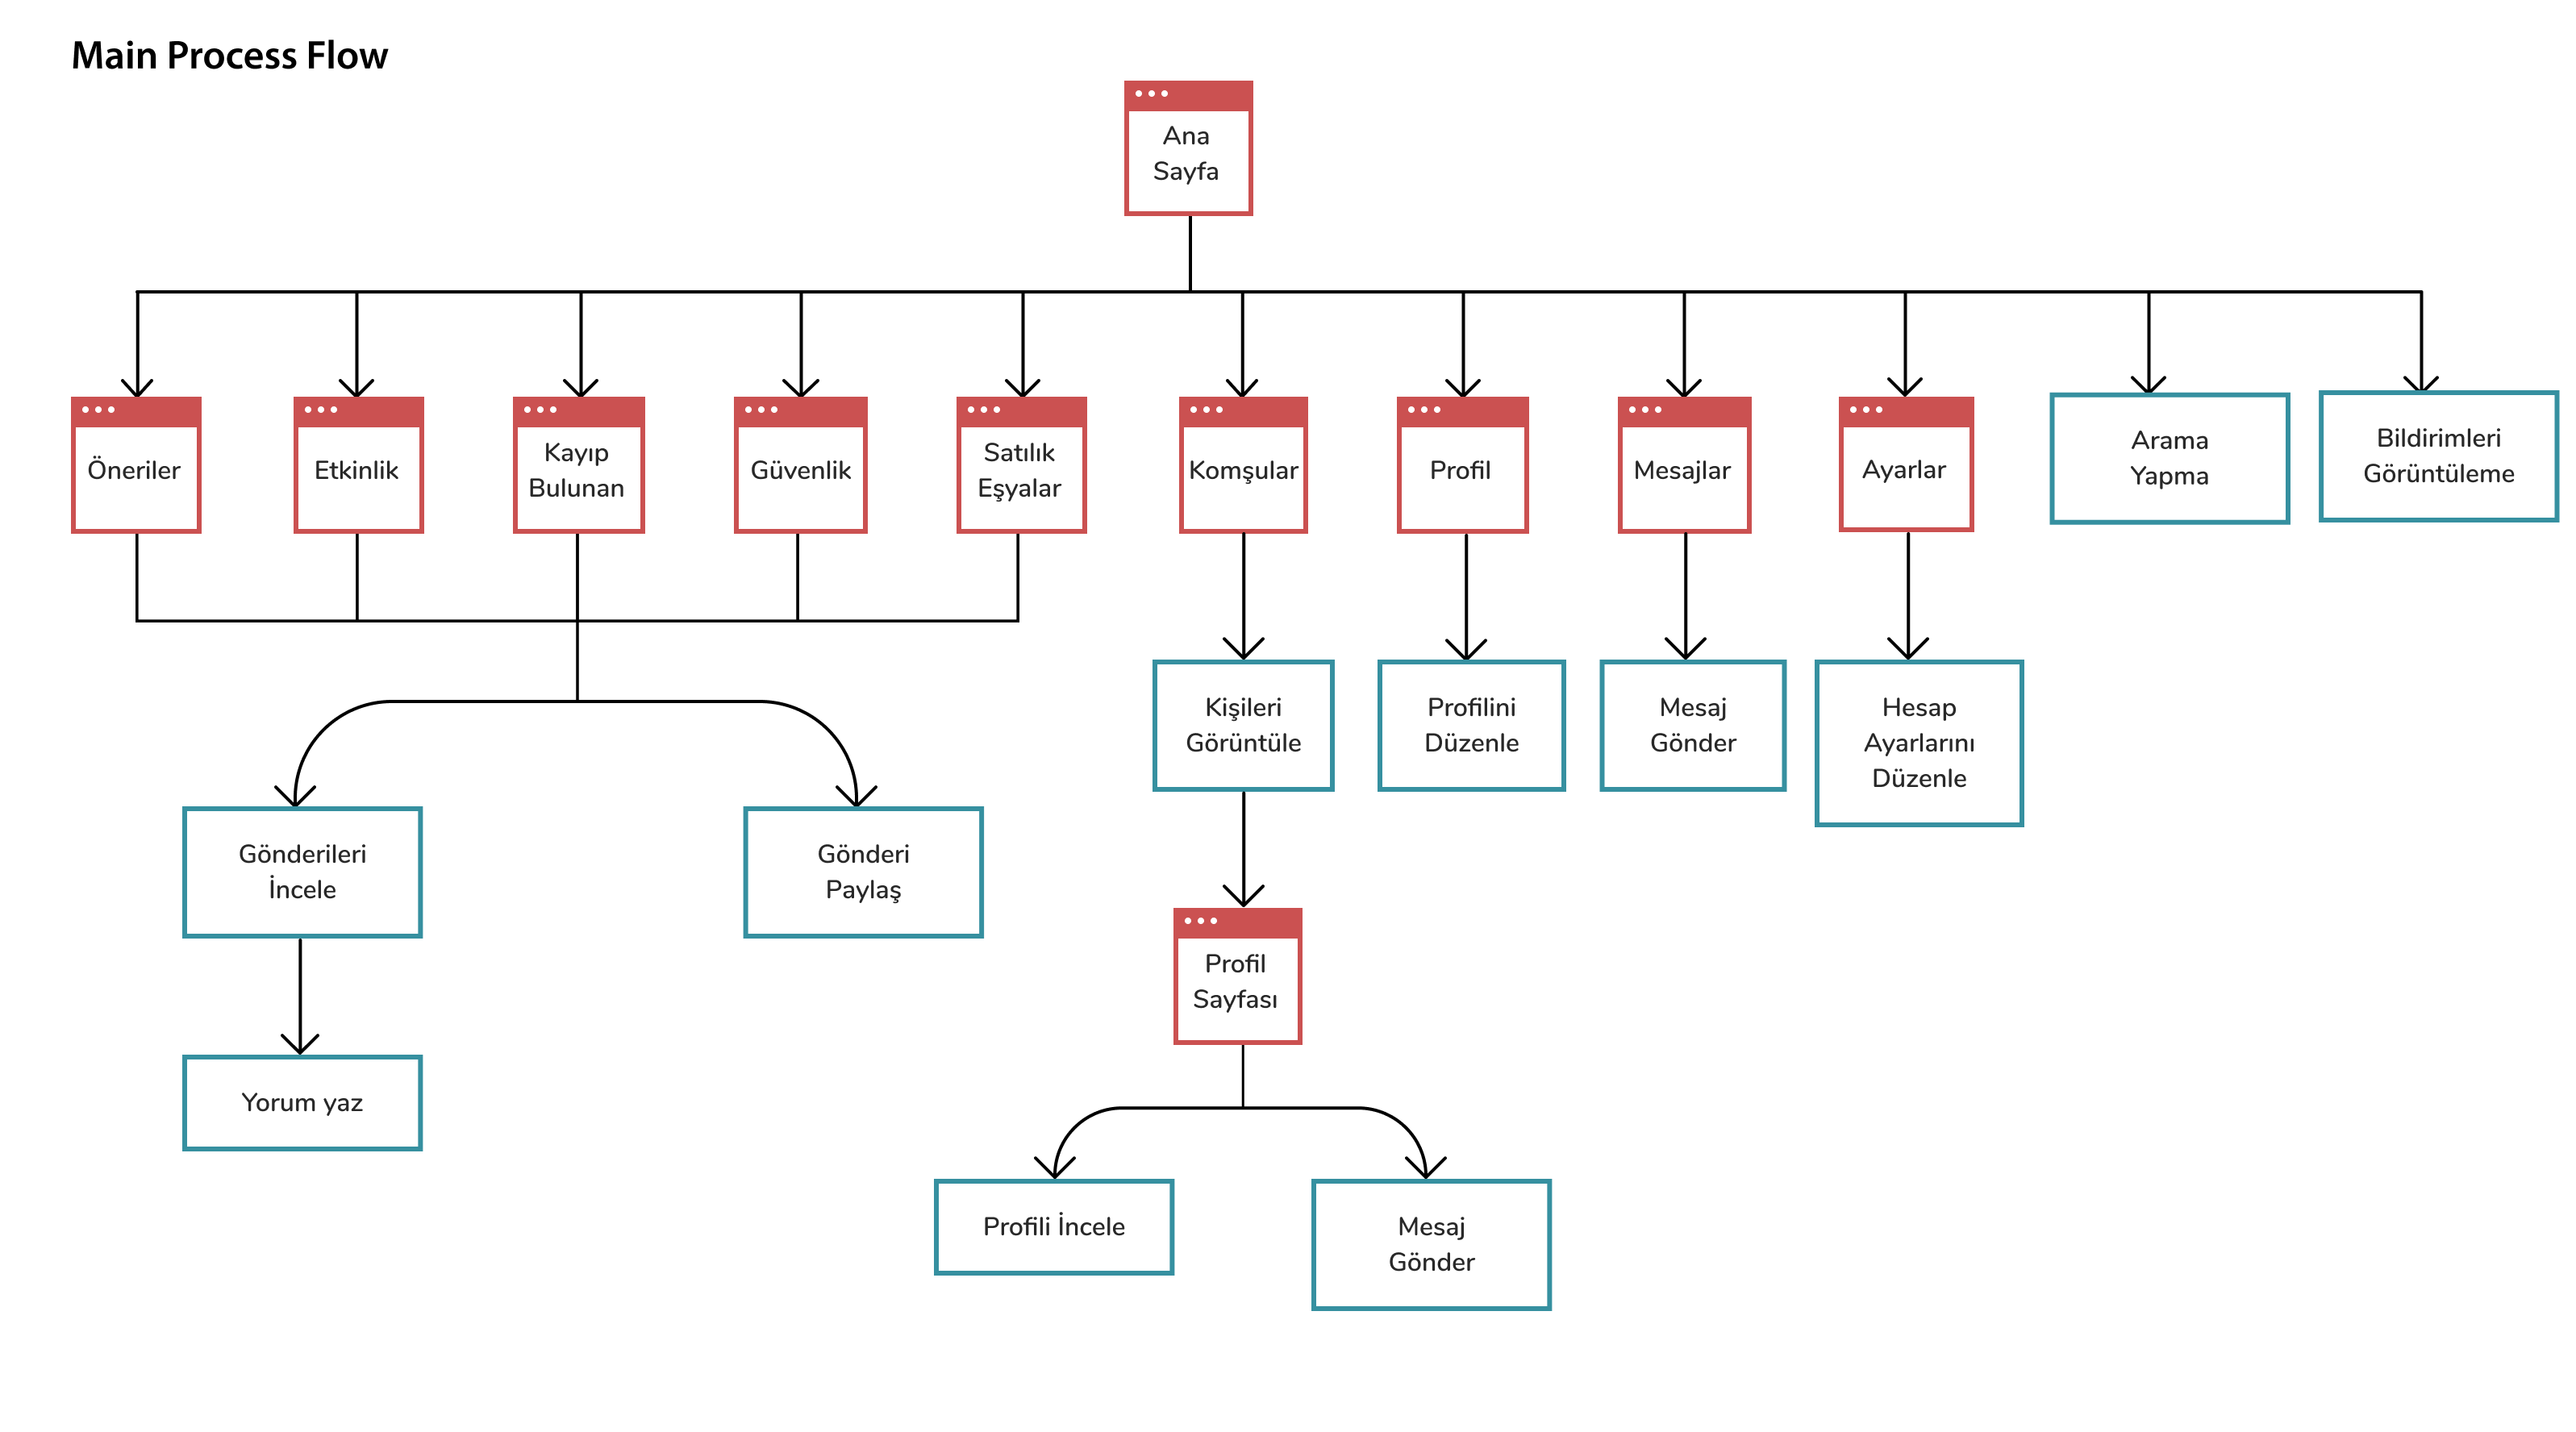 Main Process Flow
Ana
Sayfa
Öneriler
Etkinlik
Kayıp
Bulunan
Güvenlik
Satılık
Eşyalar
Komşular
Profil
Mesajlar
Ayarlar
Arama
Yapma
Bildirimleri
Görüntüleme
Kişileri
Görüntüle
Profilini
Düzenle
Mesaj
Gönder
Hesap
Ayarlarını
Düzenle
Gönderileri
İncele
Gönderi
Paylaş
Profil
Sayfası
Yorum yaz
Profili İncele
Mesaj
Gönder